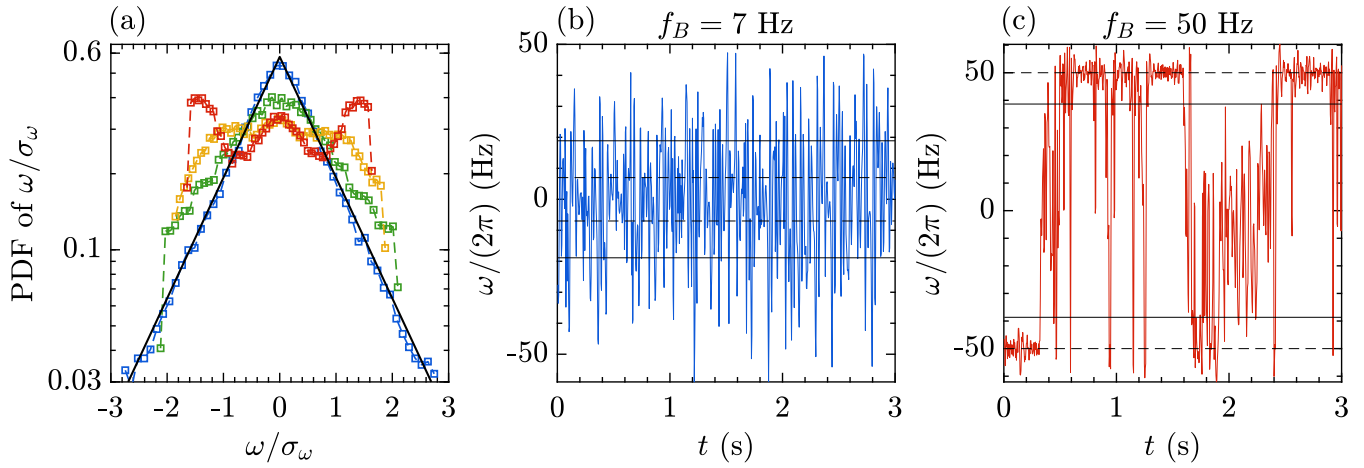 (a)
0.6
0.1
0.03
PDF of ω/σ_ω
-3 -2 -1 0 1 2 3
ω/σ_ω
(b)
f_B = 7 Hz
50
0
-50
ω/(2π) (Hz)
0 1 2 3
t (s)
(c)
f_B = 50 Hz
50
0
-50
ω/(2π) (Hz)
0 1 2 3
t (s)